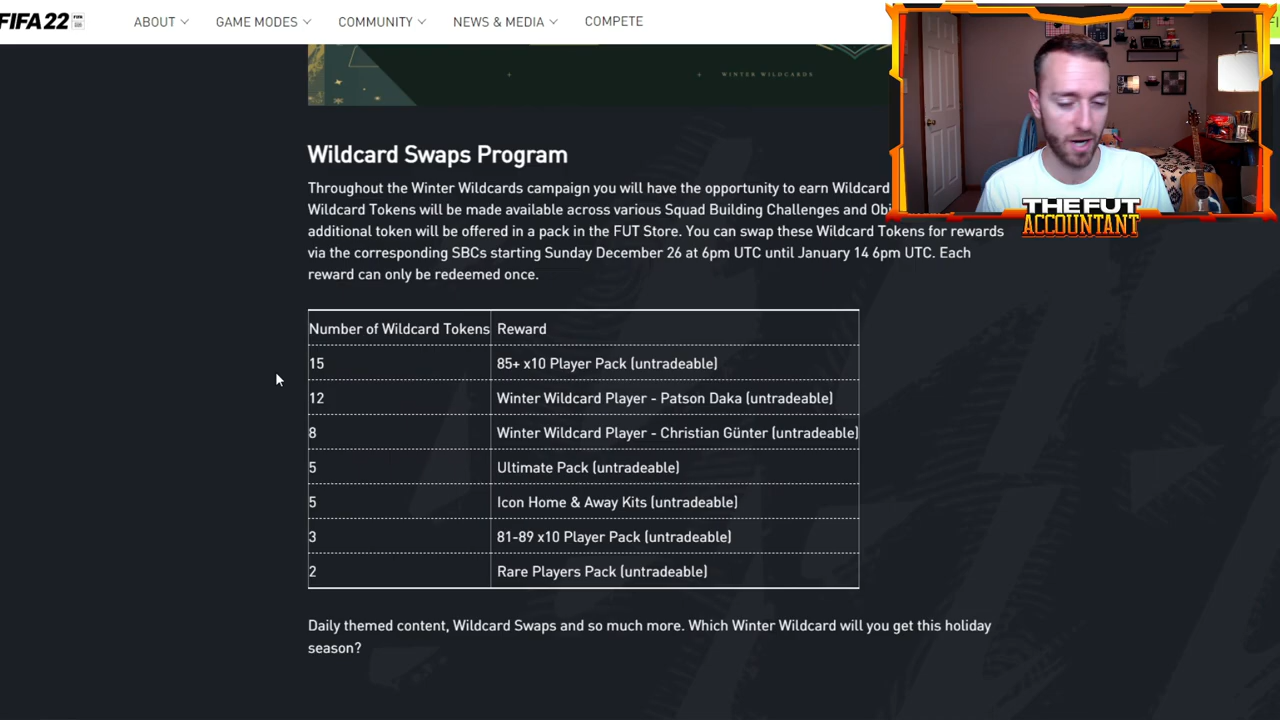 FIFA 22
ABOUT
GAME MODES
COMMUNITY
NEWS & MEDIA
COMPETE
WINTER WILDCARDS
THE FUT
ACCOUNTANT
Wildcard Swaps Program
Throughout the Winter Wildcards campaign you will have the opportunity to earn Wildcard
Wildcard Tokens will be made available across various Squad Building Challenges and
additional token will be offered in a pack in the FUT Store. You can swap these Wildcard Tokens for rewards
via the corresponding SBCs starting Sunday December 26 at 6pm UTC until January 14 6pm UTC. Each
reward can only be redeemed once.
Number of Wildcard Tokens Reward
15 85+ x10 Player Pack (untradeable)
12 Winter Wildcard Player - Patson Daka (untradeable)
8 Winter Wildcard Player - Christian Günter (untradeable)
5 Ultimate Pack (untradeable)
5 Icon Home & Away Kits (untradeable)
3 81-89 x10 Player Pack (untradeable)
2 Rare Players Pack (untradeable)
Daily themed content, Wildcard Swaps and so much more. Which Winter Wildcard will you get this holiday
season?